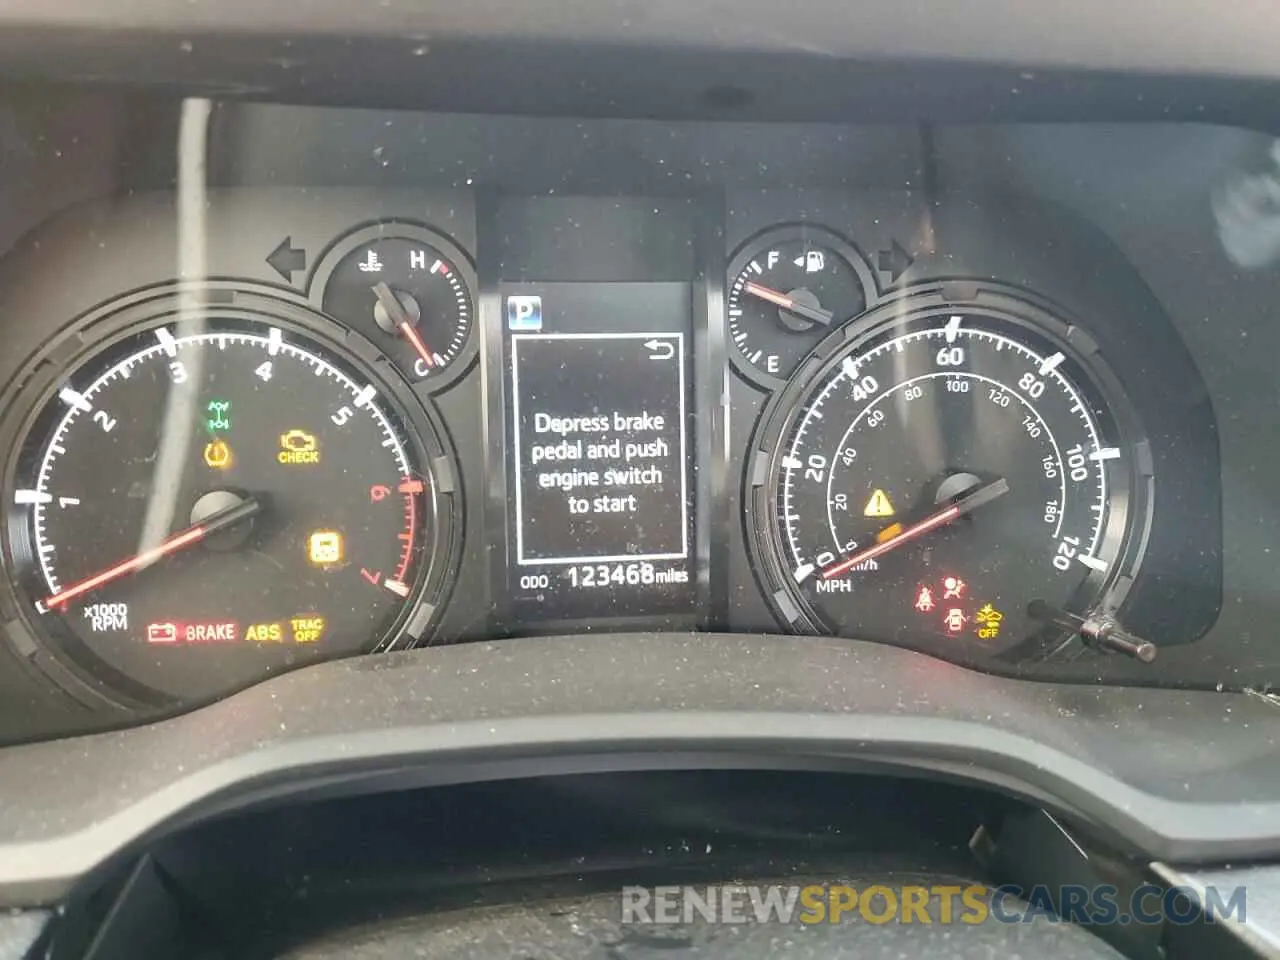 H
C
F
E
P
Depress brake
pedal and push
engine switch
to start
ODO 123468 miles
1 2 3 4 5 6 7
x1000
RPM
CHECK
BRAKE ABS TRAC
OFF
0 20 40 60 80 100 120
0 20 40 60 80 100 120 140 160 180
km/h
MPH
OFF
RENEWSPORTSCARS.COM